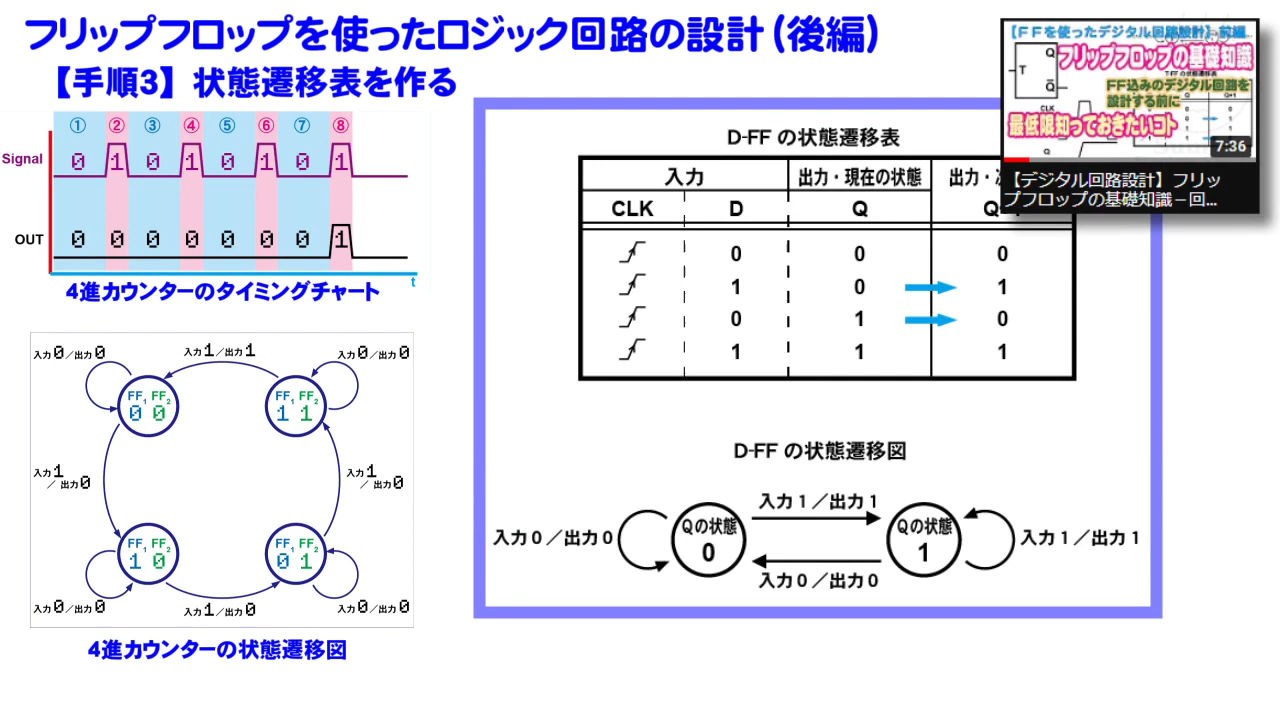 フリップフロップを使ったロジック回路の設計(後編)
【手順3】状態遷移表を作る
① ② ③ ④ ⑤ ⑥ ⑦ ⑧
Signal 0 1 0 1 0 1 0 1
OUT 0 0 0 0 0 0 0 1
t
4進カウンターのタイミングチャート
入力0/出力0 入力1/出力1 入力0/出力0
FF1 FF2 FF1 FF2
0 0 1 1
入力1/出力0 入力1/出力0
FF1 FF2 FF1 FF2
1 0 0 1
入力0/出力0 入力1/出力0 入力0/出力0
4進カウンターの状態遷移図
D-FF の状態遷移表
入力 出力・現在の状態 出力・
CLK D Q
0 0 0
1 0 1
0 1 0
1 1 1
D-FF の状態遷移図
入力1/出力1
入力0/出力0 Qの状態 0 Qの状態 1 入力1/出力1
入力0/出力0
【FFを使ったデジタル回路設計】前編
フリップフロップの基礎知識
FF込みのデジタル回路を
設計する前に
最低限知っておきたいコト
Q
T
Q
CLK
Q
7:36
【デジタル回路設計】フリッ
プフロップの基礎知識－回...